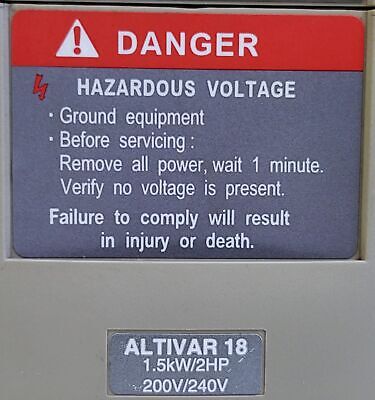 DANGER
HAZARDOUS VOLTAGE
· Ground equipment
· Before servicing :
Remove all power, wait 1 minute.
Verify no voltage is present.
Failure to comply will result
in injury or death.
ALTIVAR 18
1.5kW/2HP
200V/240V